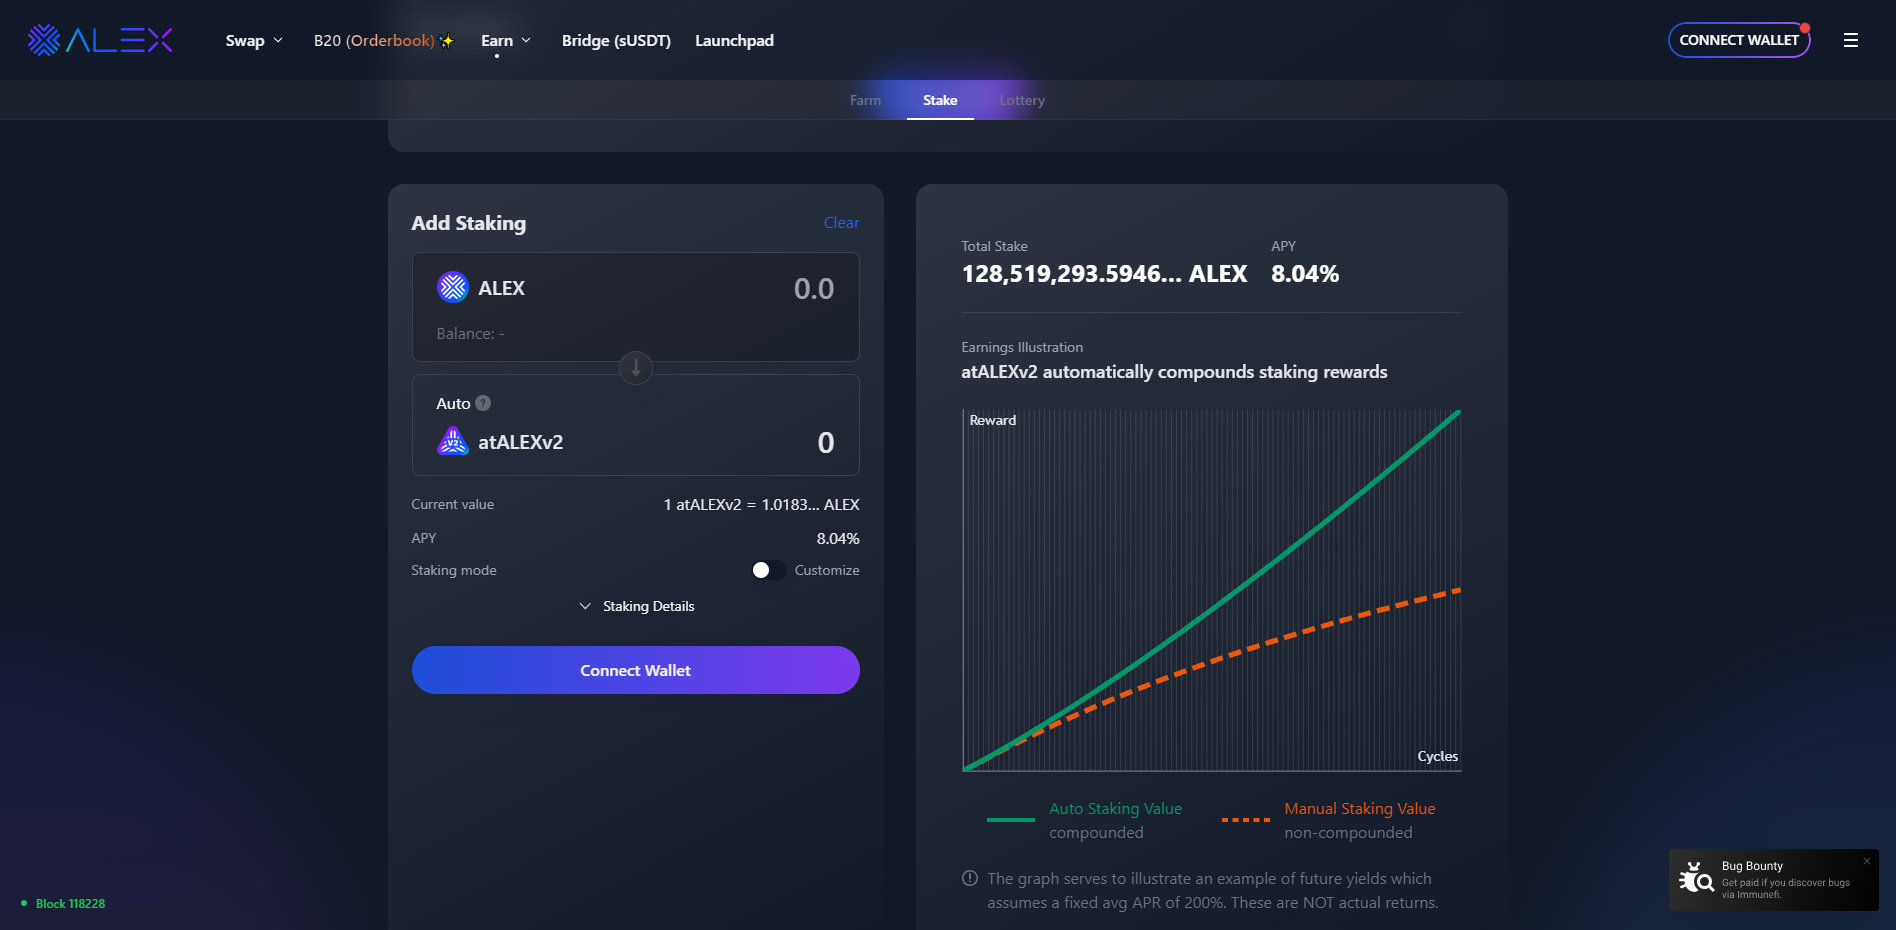 ALEX
Swap
B20 (Orderbook)✨
Earn
Bridge (sUSDT)
Launchpad
CONNECT WALLET
Farm
Stake
Lottery
Add Staking
Clear
ALEX
0.0
Balance: -
Auto ?
V2
atALEXv2
0
Current value
1 atALEXv2 = 1.0183... ALEX
APY
8.04%
Staking mode
Customize
Staking Details
Connect Wallet
Total Stake
128,519,293.5946... ALEX
APY
8.04%
Earnings Illustration
atALEXv2 automatically compounds staking rewards
Reward
Cycles
Auto Staking Value
compounded
Manual Staking Value
non-compounded
The graph serves to illustrate an example of future yields which
assumes a fixed avg APR of 200%. These are NOT actual returns.
Bug Bounty
Get paid if you discover bugs
via Immunefi.
Block 118228